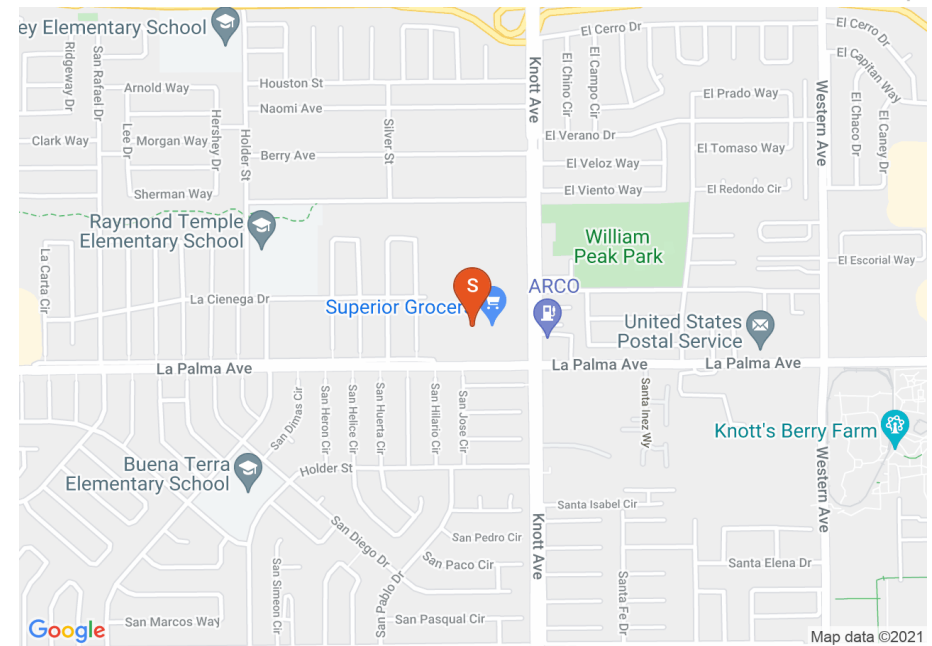 ey Elementary School
El Cerro Dr
El Cerro Dr
Ridgeway Dr
San Rafael Dr
Arnold Way
Houston St
Naomi Ave
Knott Ave
El Chino Cir
El Campo Cir
El Capitan Way
El Prado Way
Western Ave
El Chaco Dr
El Caney Dr
Clark Way
Lee Dr
Morgan Way
Hershey Dr
Holder St
Berry Ave
Silver St
El Verano Dr
El Tomaso Way
El Veloz Way
Sherman Way
El Viento Way
El Redondo Cir
Raymond Temple
Elementary School
William
Peak Park
La Carta Cir
El Escorial Way
La Cienega Dr
S
ARCO
Superior Grocer
United States
Postal Service
La Palma Ave
La Palma Ave
La Palma Ave
San Dimas Cir
San Heron Cir
San Helice Cir
San Huerta Cir
San Hilario Cir
San Jose Cir
Santa Inez Wy
Knott's Berry Farm
Buena Terra
Elementary School
Holder St
Western Ave
Santa Isabel Cir
San Diego Dr
San Pedro Cir
Knott Ave
San Paco Cir
Santa Elena Dr
San Simeon Cir
San Pablo Dr
Santa Fe Dr
San Marcos Way
San Pasqual Cir
Google
Map data ©2021